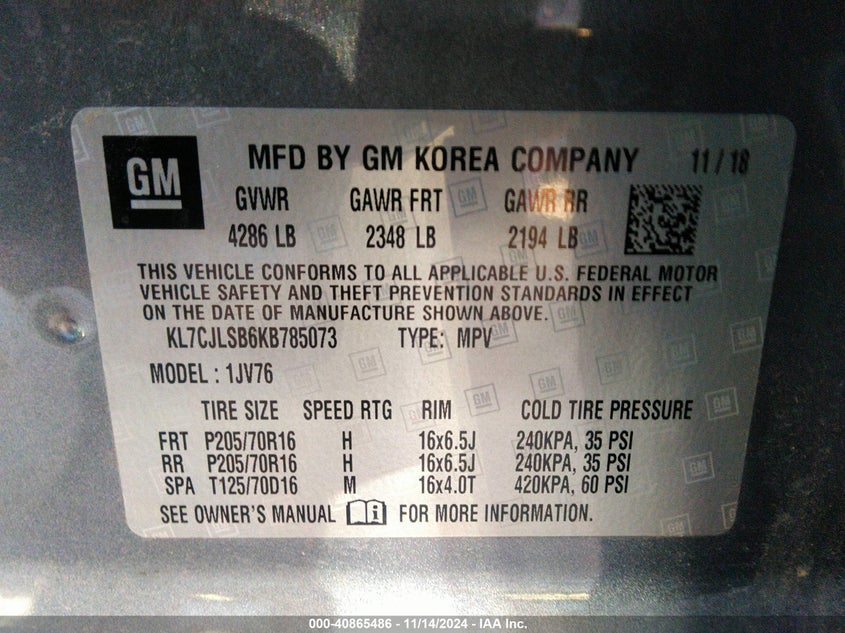 GM MFD BY GM KOREA COMPANY 11 / 18
GVWR GAWR FRT GAWR RR
4286 LB 2348 LB 2194 LB
THIS VEHICLE CONFORMS TO ALL APPLICABLE U.S. FEDERAL MOTOR
VEHICLE SAFETY AND THEFT PREVENTION STANDARDS IN EFFECT
ON THE DATE OF MANUFACTURE SHOWN ABOVE.
KL7CJLSB6KB785073 TYPE: MPV
MODEL : 1JV76
TIRE SIZE SPEED RTG RIM COLD TIRE PRESSURE
FRT P205/70R16 H 16x6.5J 240KPA, 35 PSI
RR P205/70R16 H 16x6.5J 240KPA, 35 PSI
SPA T125/70D16 M 16x4.0T 420KPA, 60 PSI
SEE OWNER'S MANUAL FOR MORE INFORMATION.
000-40865486 - 11/14/2024 - IAA Inc.